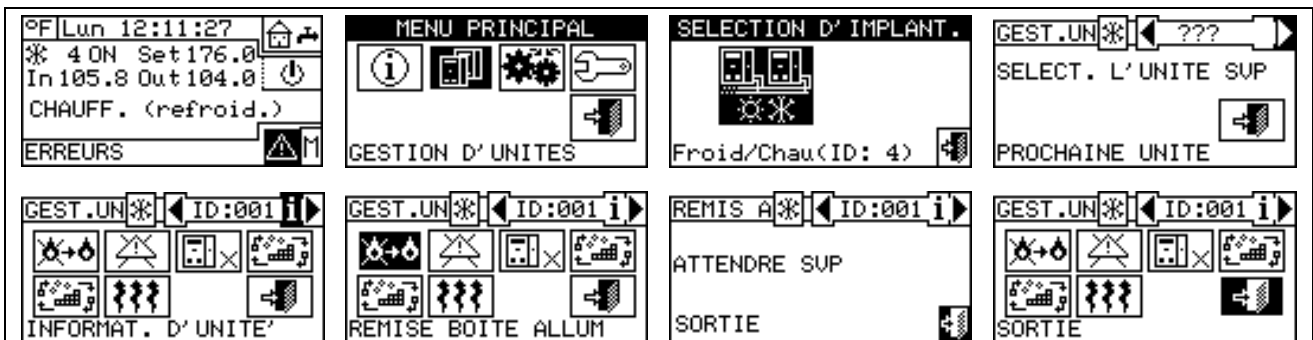 °F Lun 12:11:27
4 ON Set 176.0
In 105.8 Out 104.0
CHAUFF. (refroid.)
ERREURS M
MENU PRINCIPAL
i
GESTION D'UNITES
SELECTION D'IMPLANT.
Froid/Chau(ID: 4)
GEST.UN ???
SELECT. L'UNITE SVP
PROCHAINE UNITE
GEST.UN ID:001 i
INFORMAT. D'UNITE'
GEST.UN ID:001 i
REMISE BOITE ALLUM
REMIS A ID:001 i
ATTENDRE SVP
SORTIE
GEST.UN ID:001 i
SORTIE